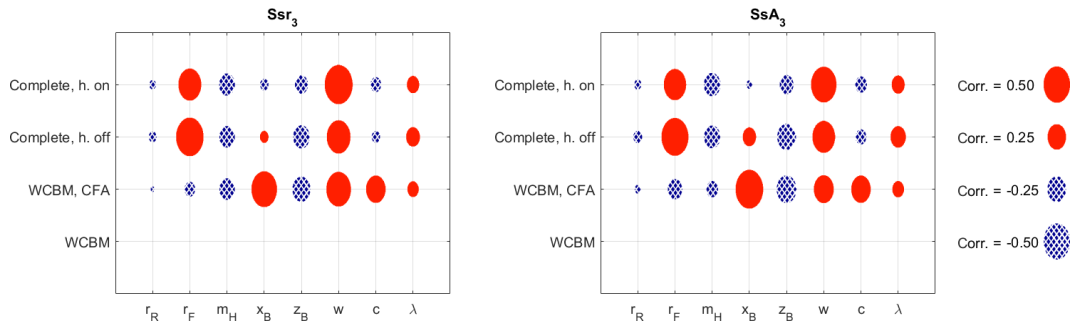 Ssr3
Complete, h. on
Complete, h. off
WCBM, CFA
WCBM
rR rF mH xB zB w c λ
SsA3
Complete, h. on
Complete, h. off
WCBM, CFA
WCBM
rR rF mH xB zB w c λ
Corr. = 0.50
Corr. = 0.25
Corr. = -0.25
Corr. = -0.50